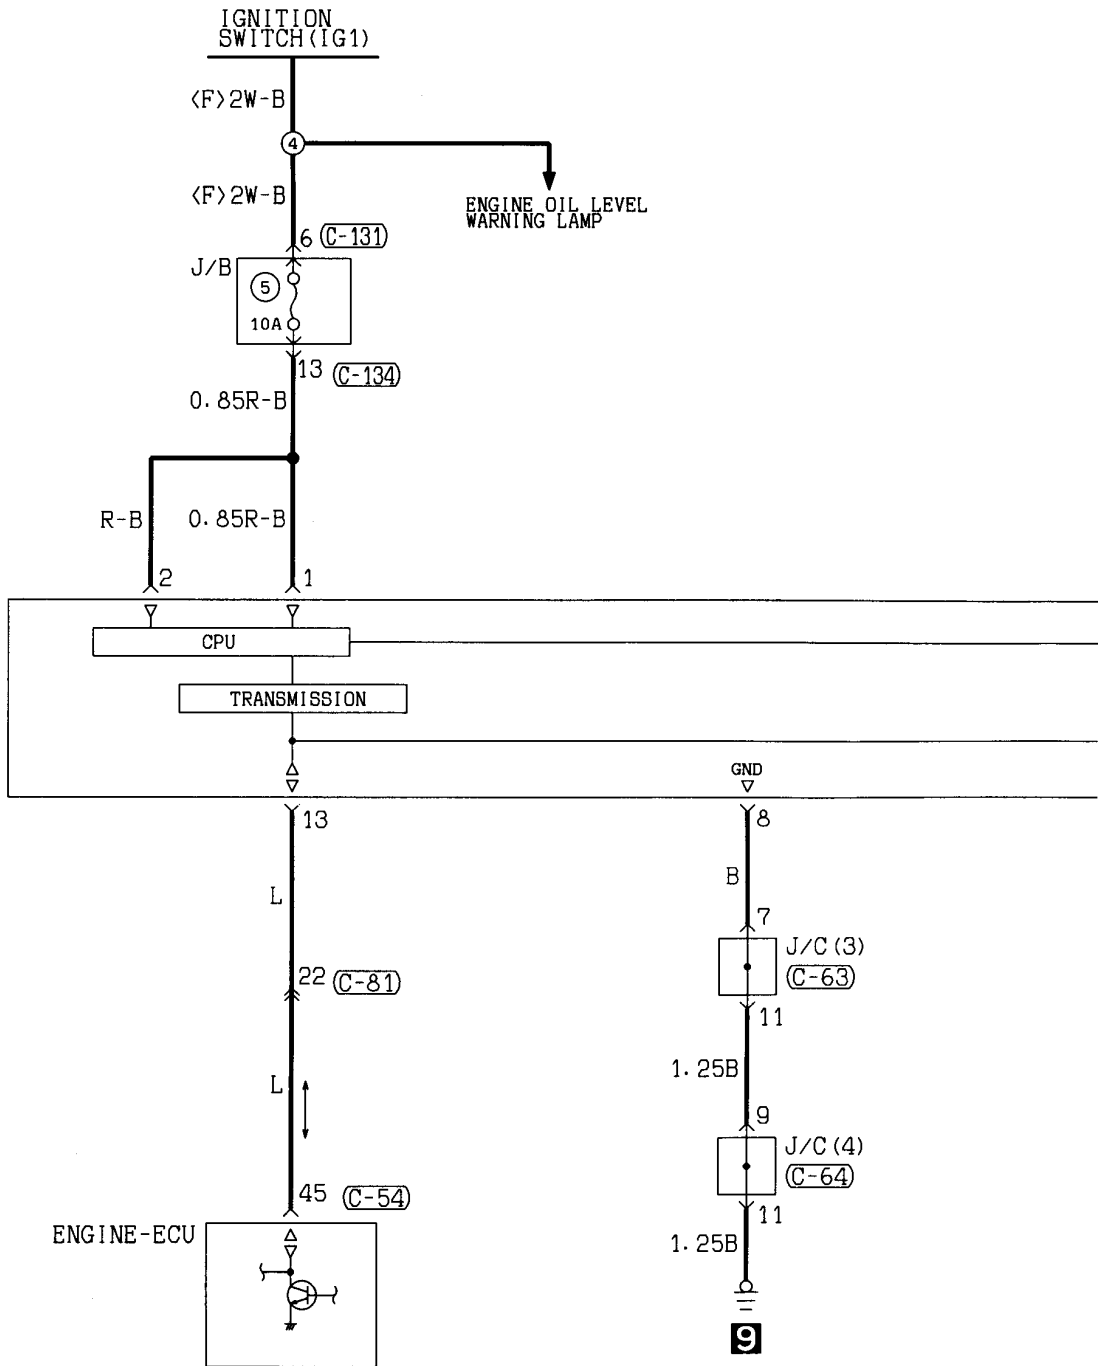 IGNITION
SWITCH(IG1)
<F>2W-B
4
<F>2W-B
ENGINE OIL LEVEL
WARNING LAMP
6 (C-131)
J/B
5
10A
13 (C-134)
0.85R-B
R-B 0.85R-B
2 1
CPU
TRANSMISSION
GND
13 8
L B
7
J/C(3)
22 (C-81) (C-63)
11
L 1.25B
9
J/C(4)
45 (C-54) (C-64)
11
ENGINE-ECU 1.25B
9